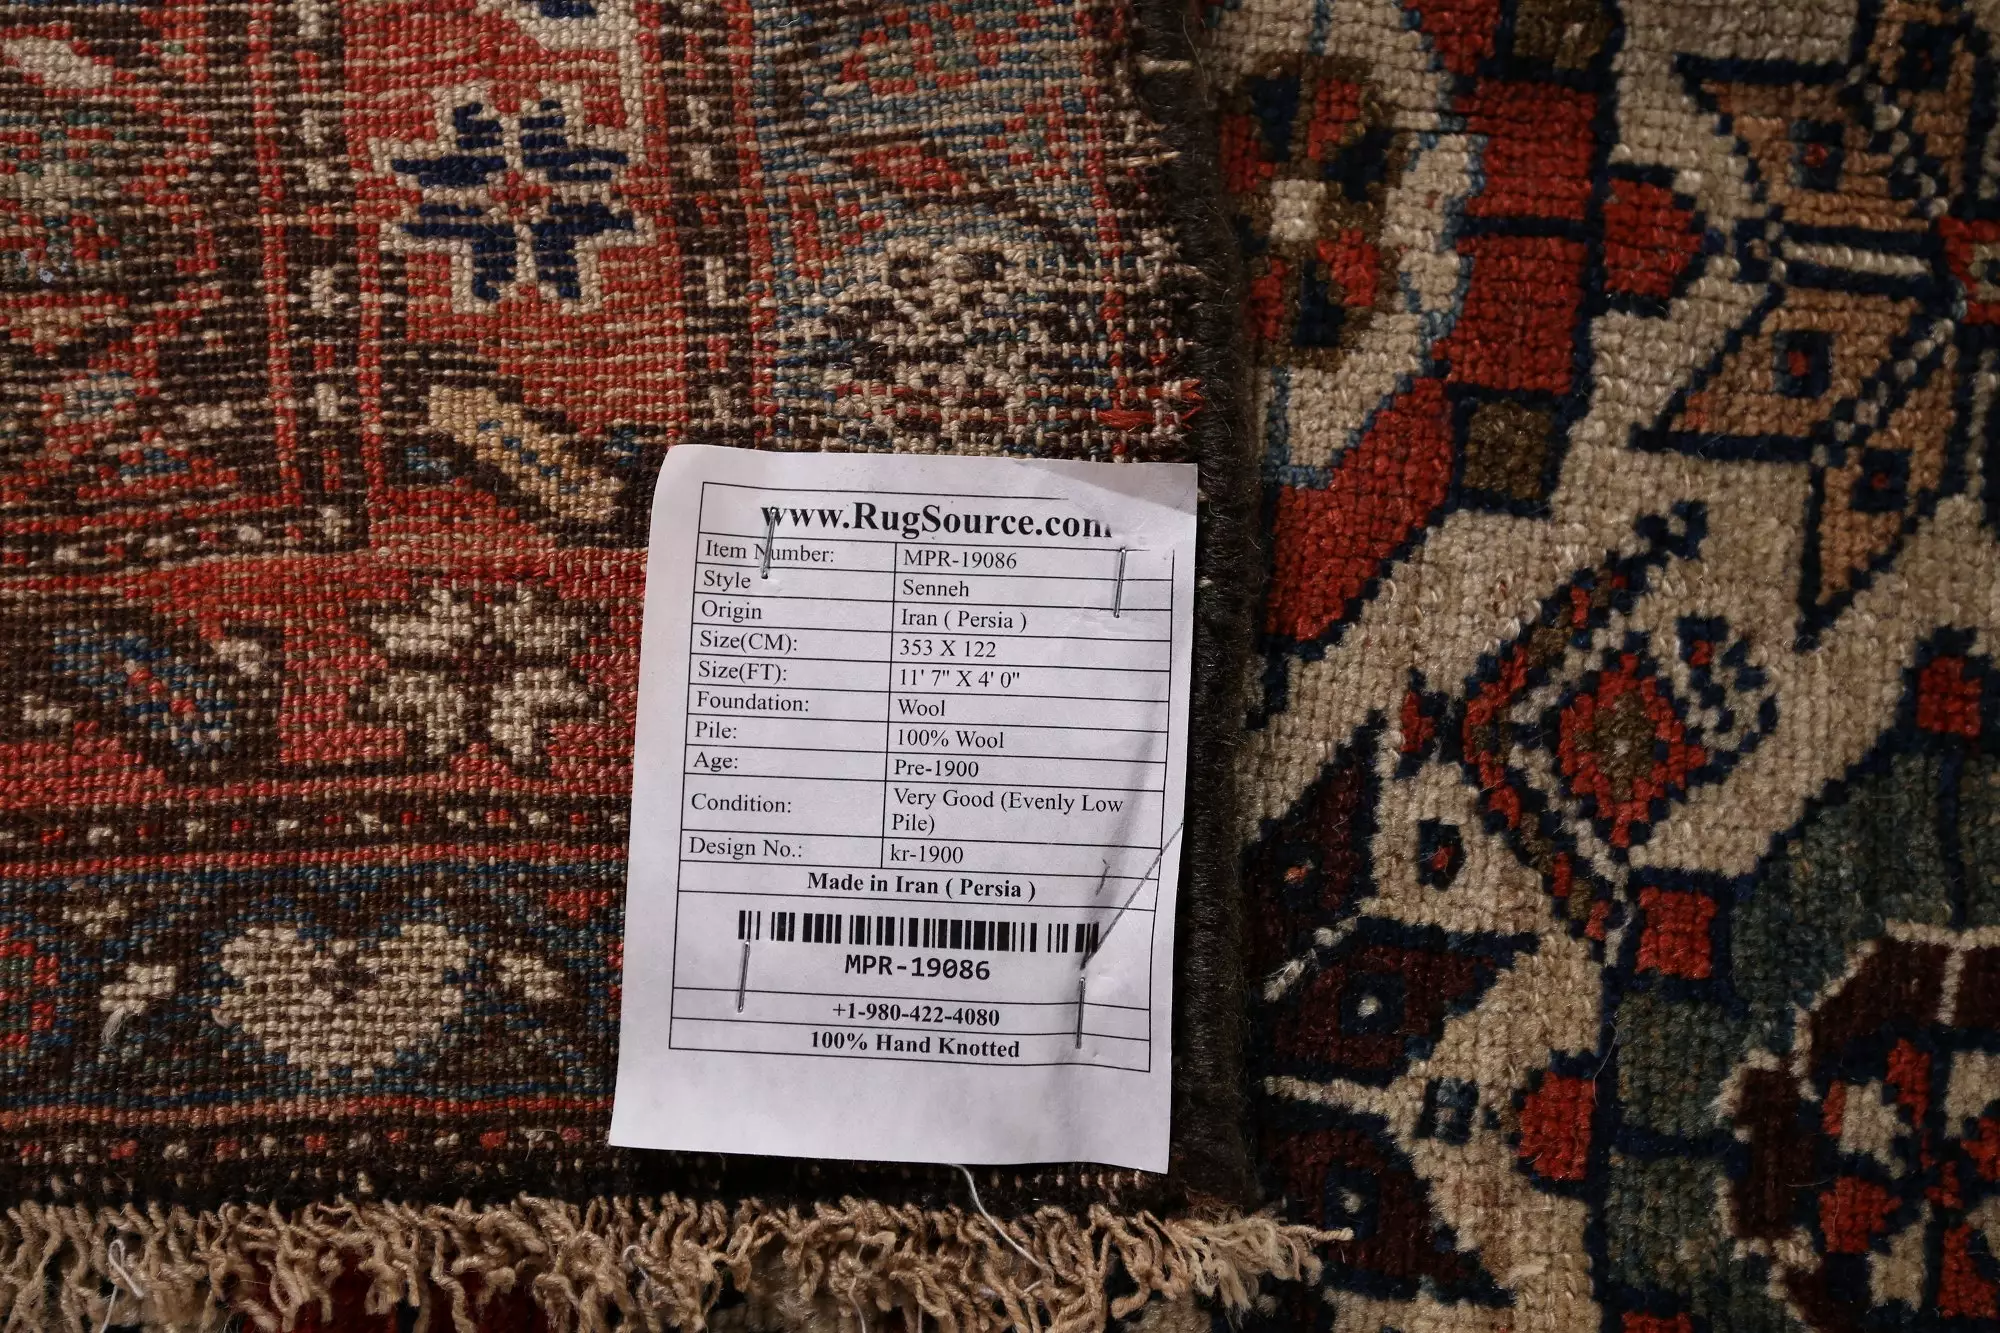 www.RugSource.com
Item Number: MPR-19086
Style Senneh
Origin Iran ( Persia )
Size(CM): 353 X 122
Size(FT): 11' 7" X 4' 0"
Foundation: Wool
Pile: 100% Wool
Age: Pre-1900
Condition: Very Good (Evenly Low
Pile)
Design No.: kr-1900
Made in Iran ( Persia )
MPR-19086
+1-980-422-4080
100% Hand Knotted